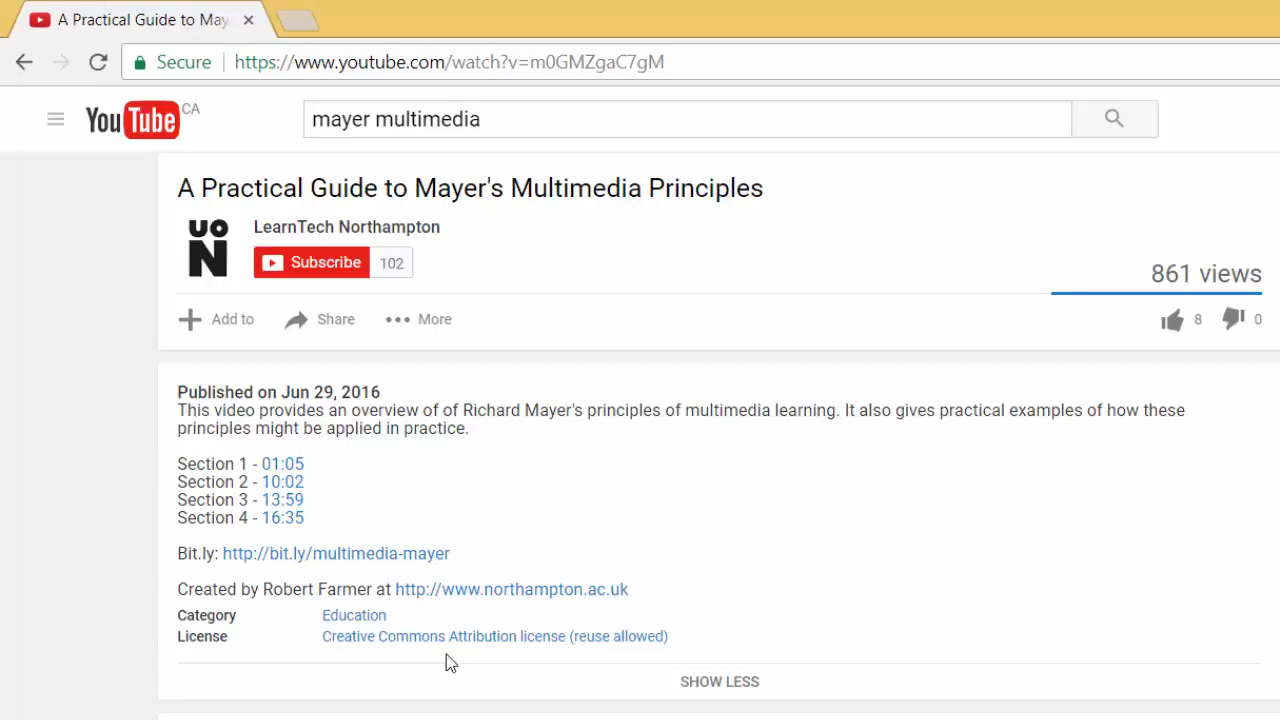 A Practical Guide to May
Secure
https://www.youtube.com/watch?v=m0GMZgaC7gM
YouTube CA
mayer multimedia
A Practical Guide to Mayer's Multimedia Principles
UON
LearnTech Northampton
Subscribe 102
861 views
Add to Share More
8 0
Published on Jun 29, 2016
This video provides an overview of of Richard Mayer's principles of multimedia learning. It also gives practical examples of how these
principles might be applied in practice.
Section 1 - 01:05
Section 2 - 10:02
Section 3 - 13:59
Section 4 - 16:35
Bit.ly: http://bit.ly/multimedia-mayer
Created by Robert Farmer at http://www.northampton.ac.uk
Category Education
License Creative Commons Attribution license (reuse allowed)
SHOW LESS